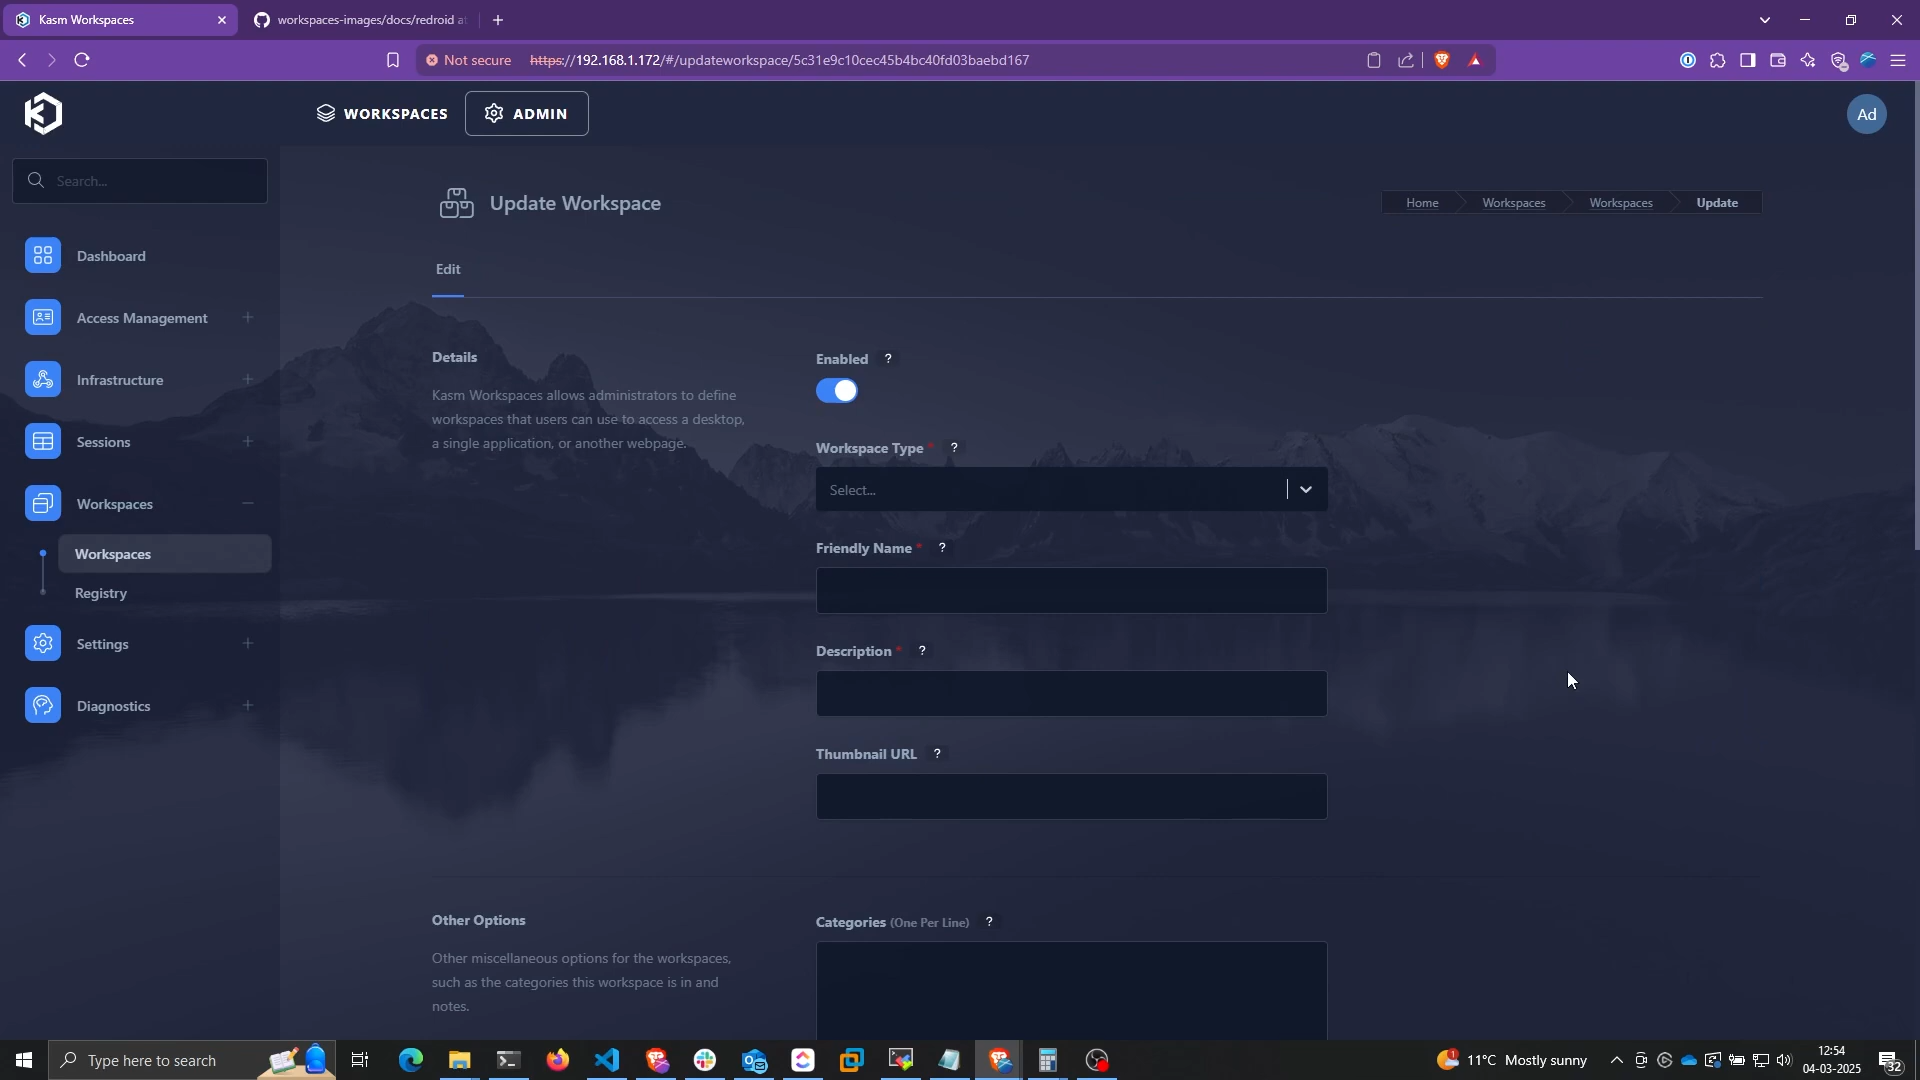 Kasm Workspaces
workspaces-images/docs/redroid at
Not secure
https://192.168.1.172/#/updateworkspace/5c31e9c10cec45b4bc40fd03baebd167
WORKSPACES
ADMIN
Ad
Search...
Dashboard
Access Management
Infrastructure
Sessions
Workspaces
Workspaces
Registry
Settings
Diagnostics
Update Workspace
Home
Workspaces
Workspaces
Update
Edit
Details
Kasm Workspaces allows administrators to define
workspaces that users can use to access a desktop,
a single application, or another webpage.
Enabled ?
Workspace Type * ?
Select...
Friendly Name * ?
Description * ?
Thumbnail URL ?
Other Options
Other miscellaneous options for the workspaces,
such as the categories this workspace is in and
notes.
Categories (One Per Line) ?
Type here to search
1
11°C Mostly sunny
12:54
04-03-2025
32